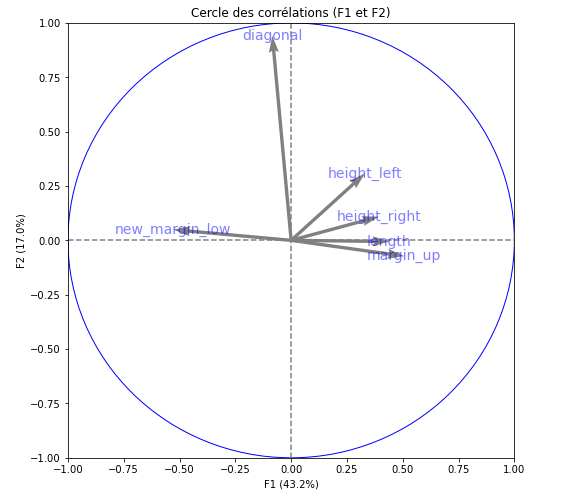 Cercle des corrélations (F1 et F2)
1.00
diagonal
0.75
0.50
height_left
0.25
height_right
new_margin_low
0.00
length
margin_up
−0.25
−0.50
−0.75
−1.00
F2 (17.0%)
−1.00 −0.75 −0.50 −0.25 0.00 0.25 0.50 0.75 1.00
F1 (43.2%)